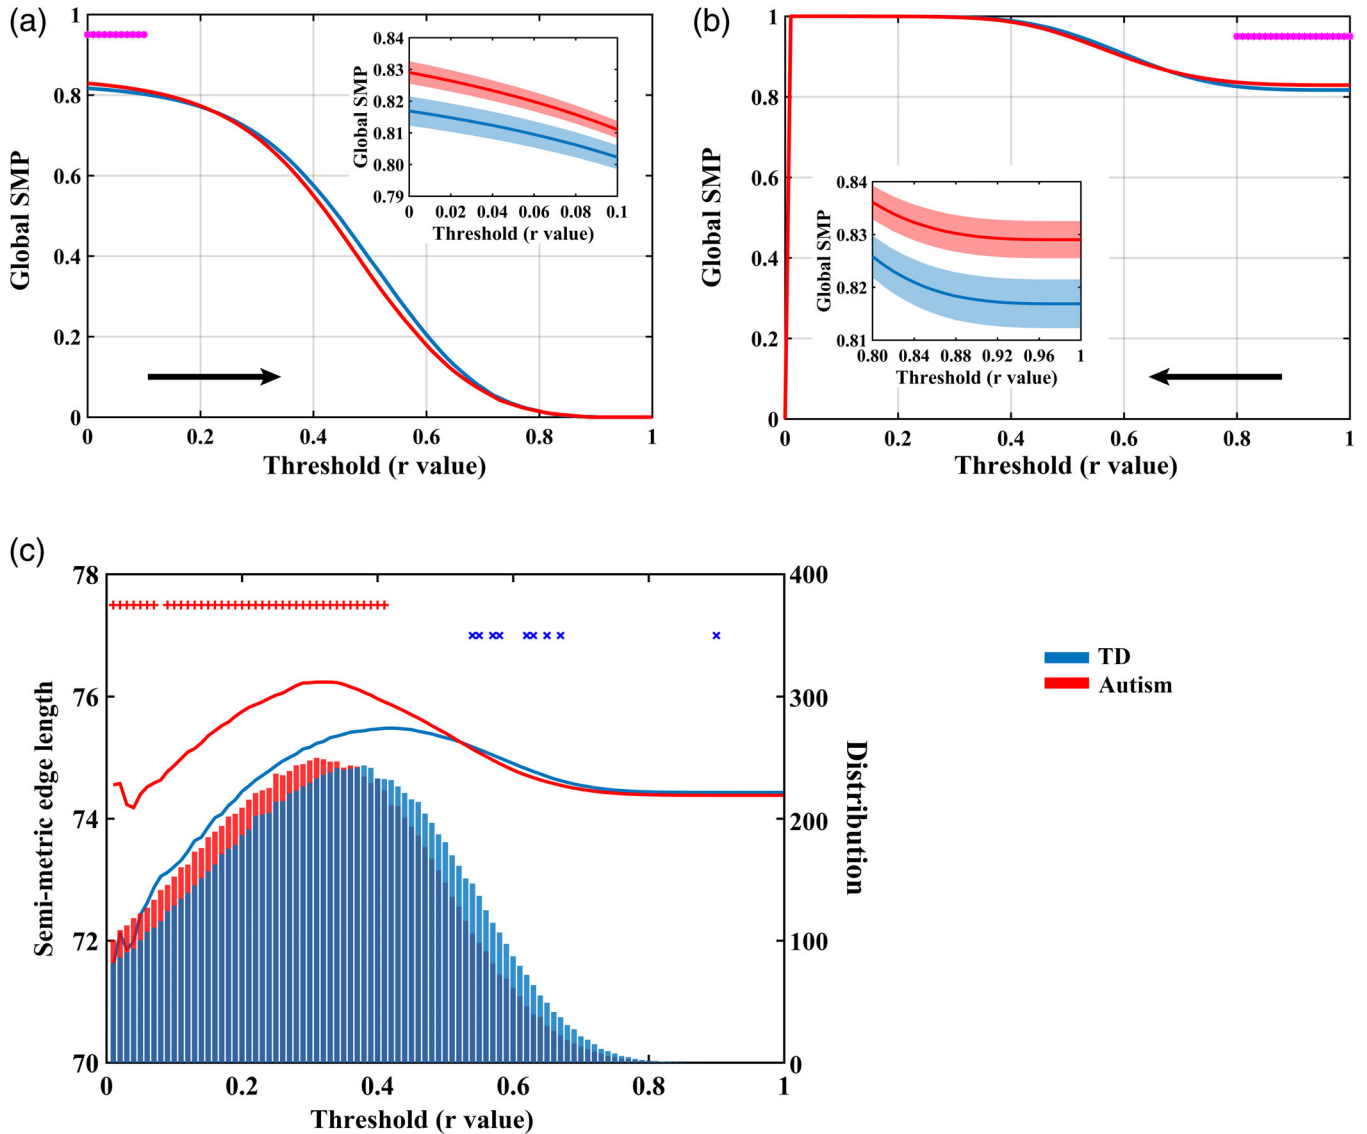 (a)
1
0.8
0.6
0.4
0.2
0
Global SMP
0 0.2 0.4 0.6 0.8 1
Threshold (r value)
0.84
0.83
0.82
0.81
0.80
0.79
Global SMP
0 0.02 0.04 0.06 0.08 0.1
Threshold (r value)
(b)
1
0.8
0.6
0.4
0.2
0
Global SMP
0 0.2 0.4 0.6 0.8 1
Threshold (r value)
0.84
0.83
0.82
0.81
Global SMP
0.80 0.84 0.88 0.92 0.96 1
Threshold (r value)
(c)
78
76
74
72
70
Semi-metric edge length
0 0.2 0.4 0.6 0.8 1
Threshold (r value)
400
300
200
100
0
Distribution
TD
Autism